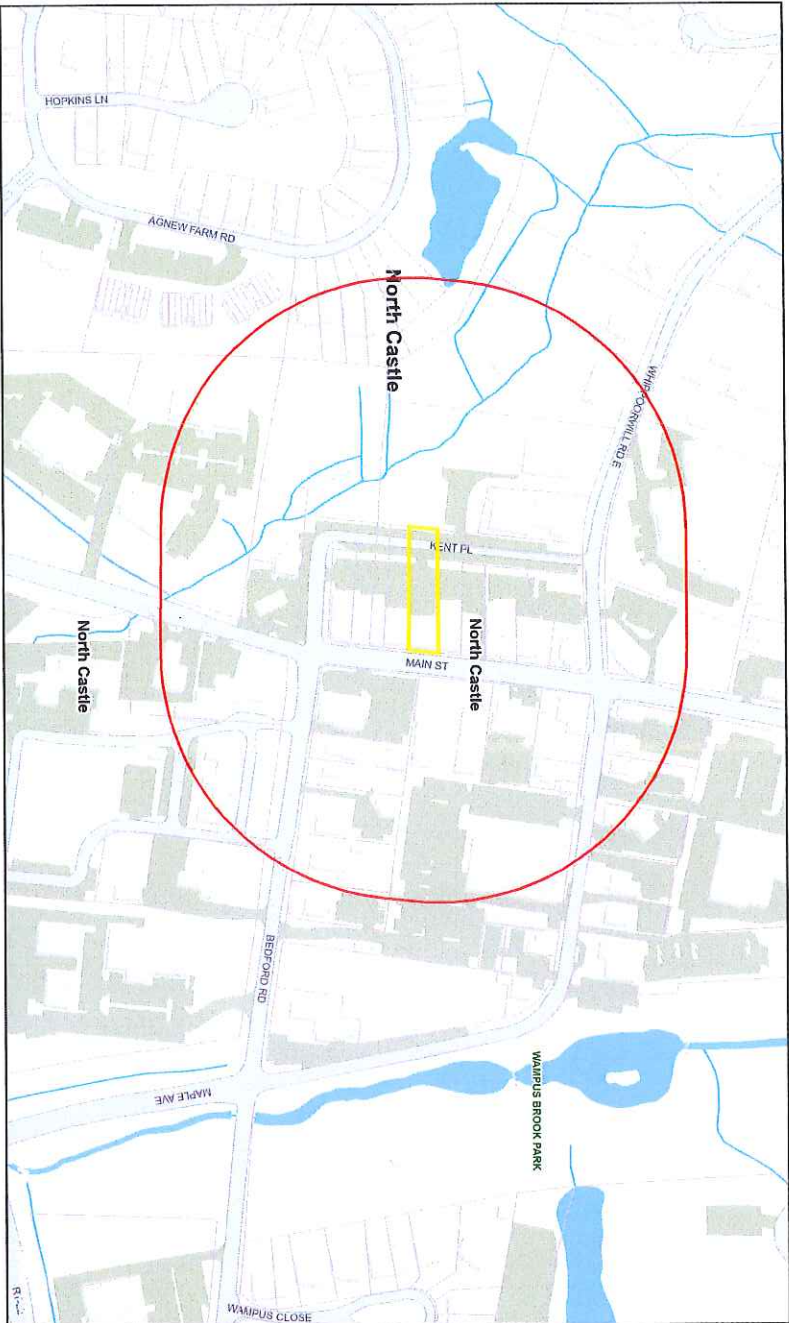 HOPKINS LN
AGNEW FARM RD
North Castle
WHIPPOORWILL RD E
KENT PL
North Castle
MAIN ST
North Castle
BEDFORD RD
WAMPUS BROOK PARK
MAPLE AVE
WAMPUS CLOSE